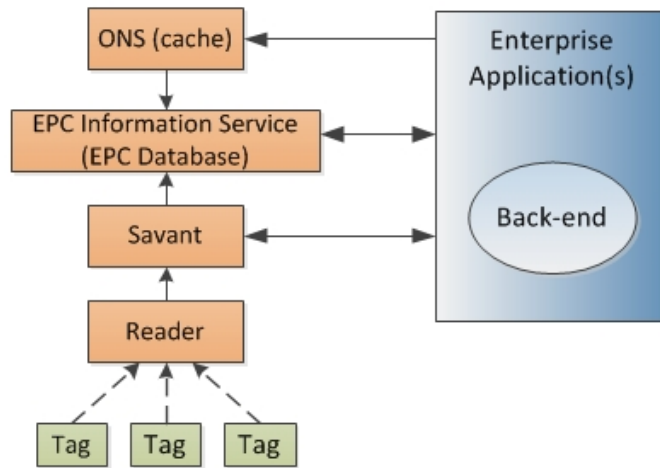 ONS (cache)
Enterprise
Application(s)
EPC Information Service
(EPC Database)
Savant
Back-end
Reader
Tag
Tag
Tag